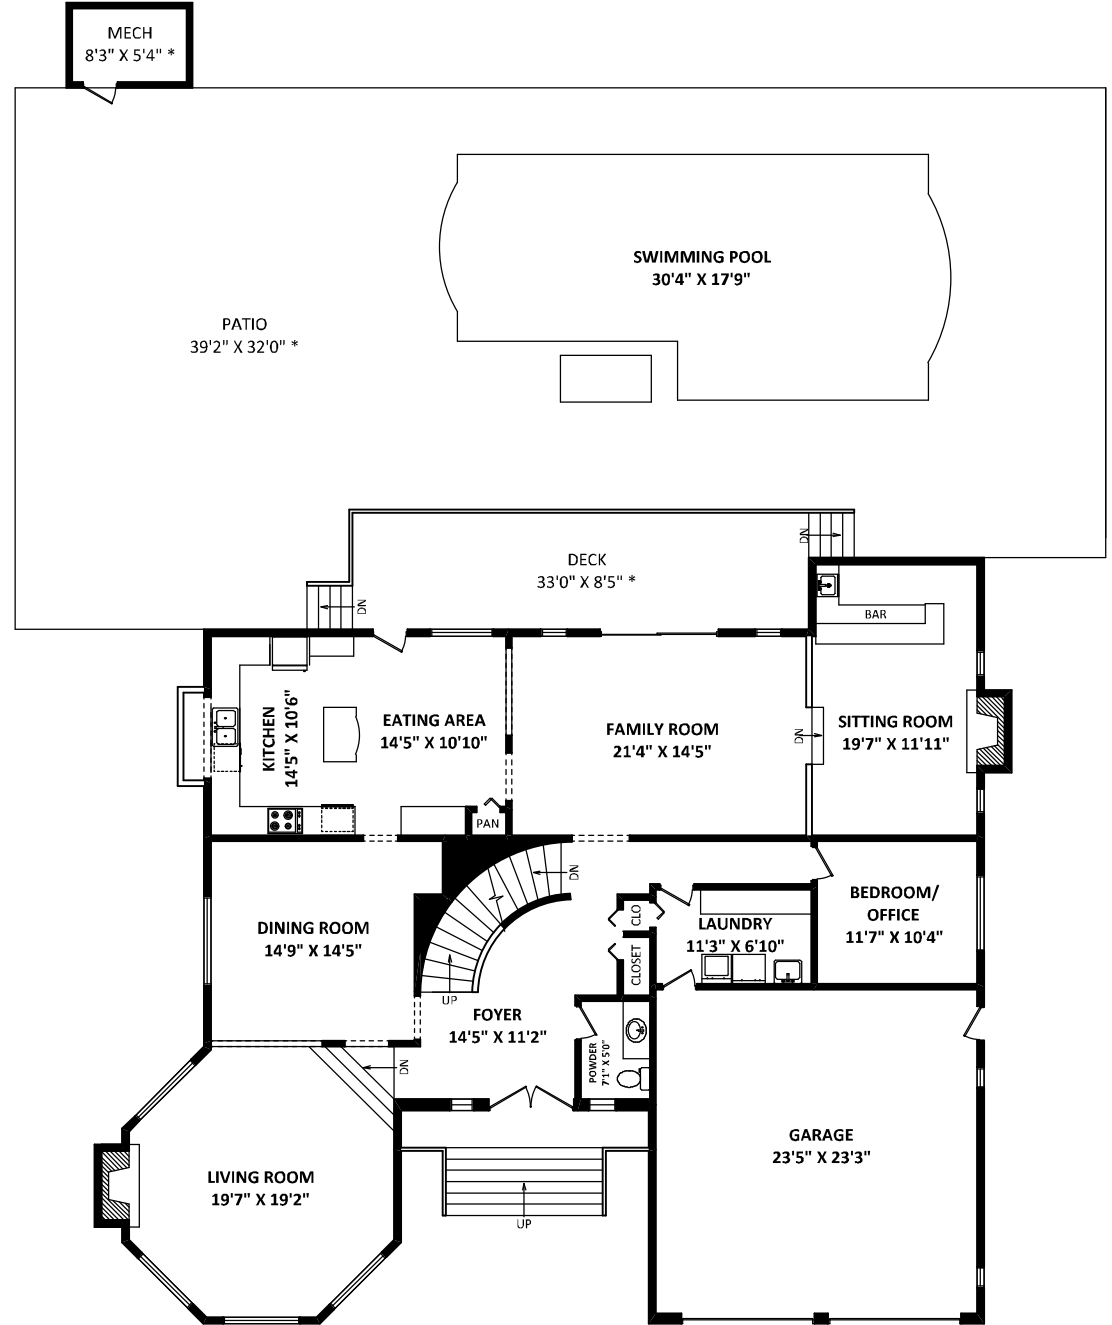 MECH
8'3" X 5'4" *
SWIMMING POOL
30'4" X 17'9"
PATIO
39'2" X 32'0" *
DN
DECK
33'0" X 8'5" *
DN
BAR
KITCHEN
14'5" X 10'6"
EATING AREA
14'5" X 10'10"
FAMILY ROOM
21'4" X 14'5"
DN
SITTING ROOM
19'7" X 11'11"
PAN
DN
BEDROOM/
OFFICE
11'7" X 10'4"
DINING ROOM
14'9" X 14'5"
CLO
LAUNDRY
11'3" X 6'10"
CLOSET
UP
FOYER
14'5" X 11'2"
POWDER
7'1" X 5'0"
DN
GARAGE
23'5" X 23'3"
LIVING ROOM
19'7" X 19'2"
UP